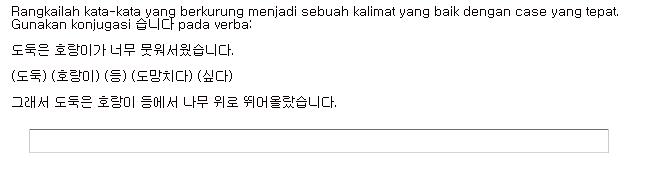 Rangkailah kata-kata yang berkurung menjadi sebuah kalimat yang baik dengan case yang tepat.
Gunakan konjugasi 습니다 pada verba:
도둑은 호랑이가 너무 뭇워서웠습니다.
(도둑) (호랑이) (등) (도망치다) (싶다)
그래서 도둑은 호랑이 등에서 나무 위로 뛰어올랐습니다.